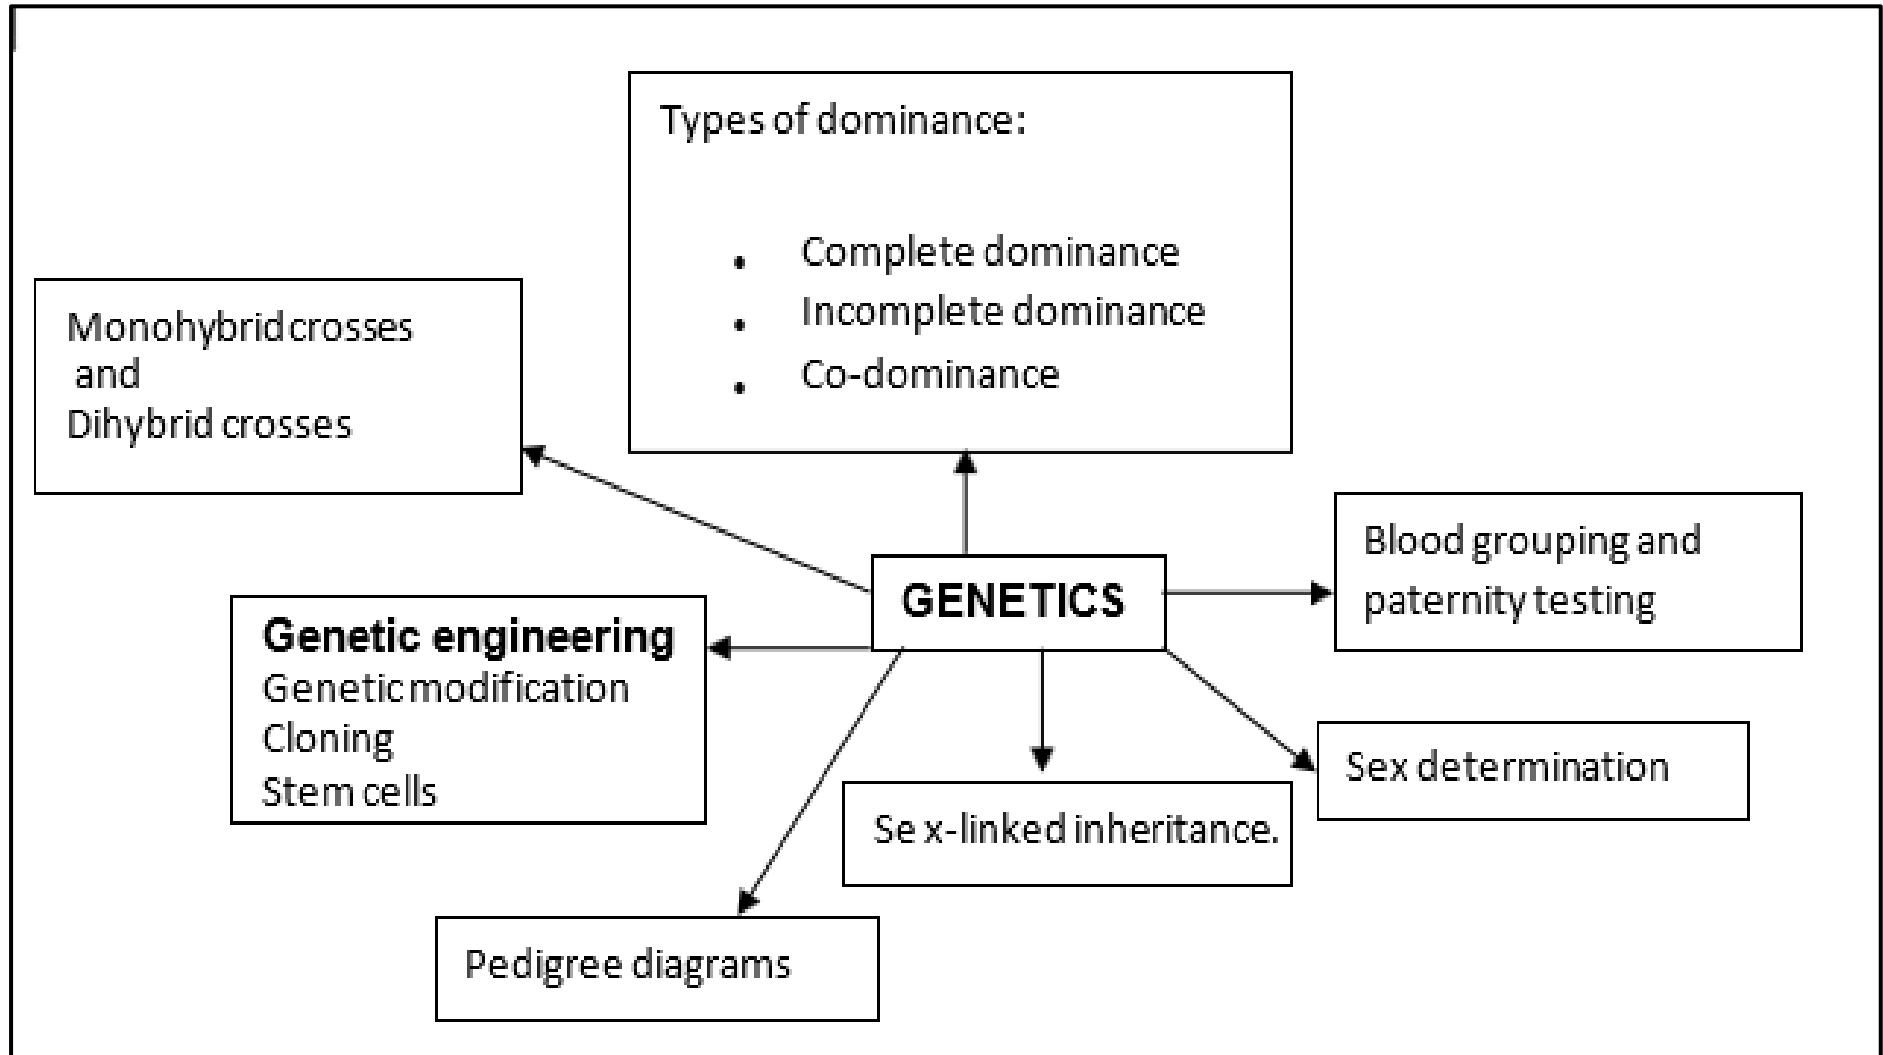 Types of dominance:
• Complete dominance
• Incomplete dominance
• Co-dominance
Monohybrid crosses
and
Dihybrid crosses
Blood grouping and
paternity testing
GENETICS
Genetic engineering
Genetic modification
Cloning
Stem cells
Sex determination
Sex-linked inheritance.
Pedigree diagrams